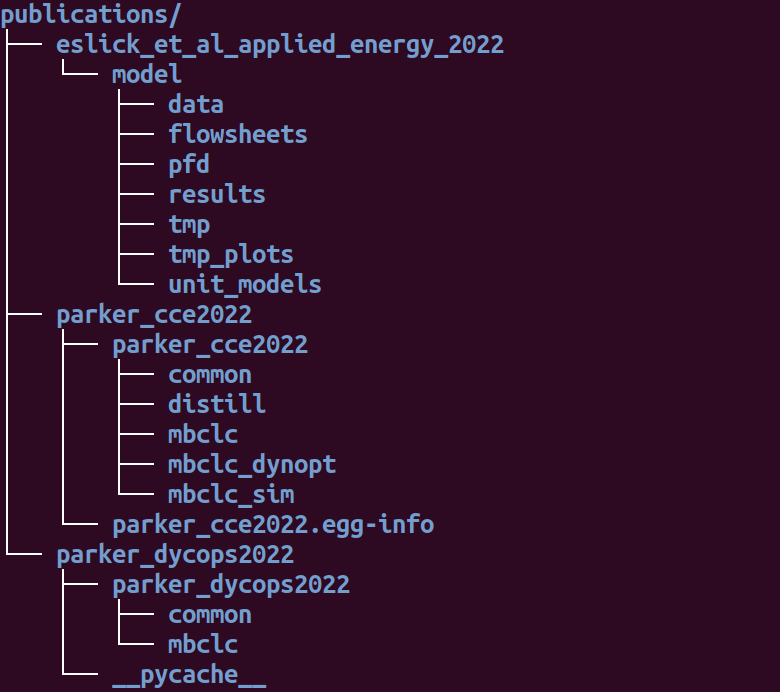 publications/
├── eslick_et_al_applied_energy_2022
│   └── model
│       ├── data
│       ├── flowsheets
│       ├── pfd
│       ├── results
│       ├── tmp
│       ├── tmp_plots
│       └── unit_models
├── parker_cce2022
│   ├── parker_cce2022
│   │   ├── common
│   │   ├── distill
│   │   ├── mbclc
│   │   ├── mbclc_dynopt
│   │   └── mbclc_sim
│   └── parker_cce2022.egg-info
└── parker_dycops2022
    ├── parker_dycops2022
    │   ├── common
    │   └── mbclc
    └── __pycache__